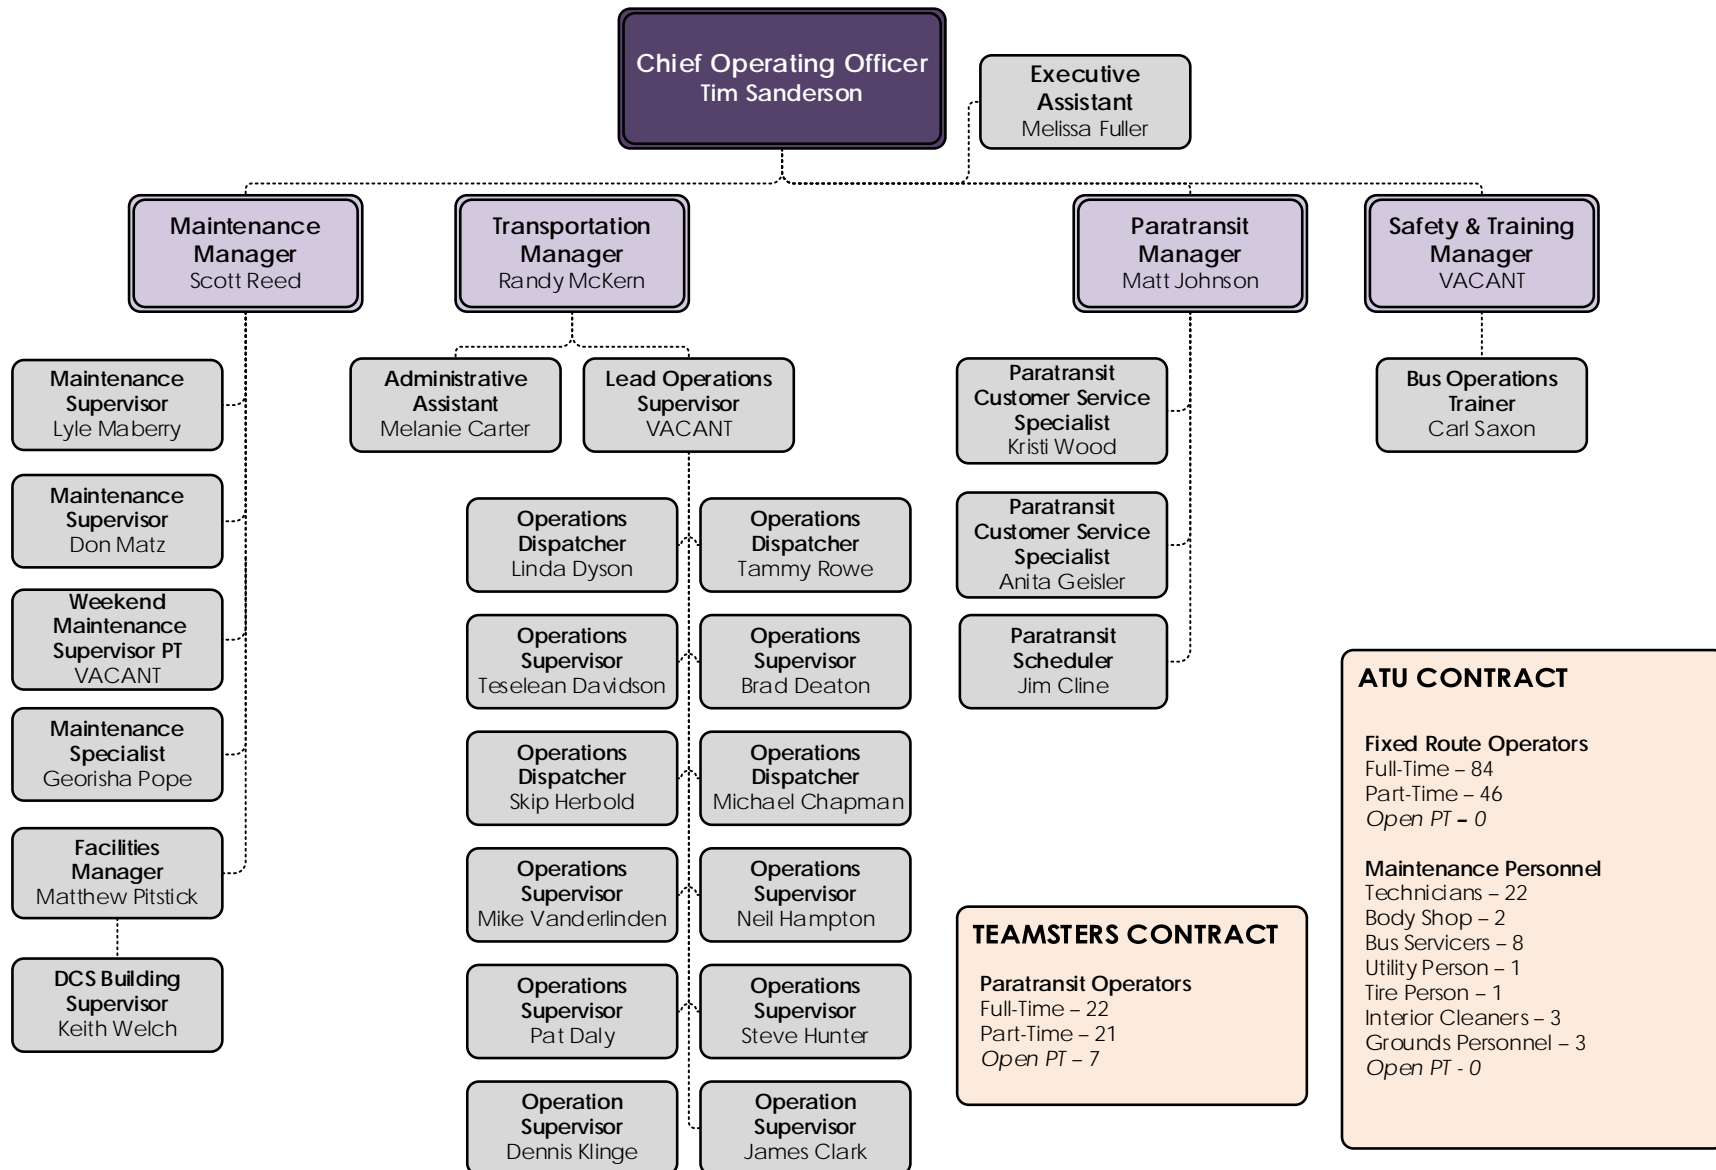 Chief Operating Officer
Tim Sanderson
Executive
Assistant
Melissa Fuller
Maintenance
Manager
Scott Reed
Transportation
Manager
Randy McKern
Paratransit
Manager
Matt Johnson
Safety & Training
Manager
VACANT
Maintenance
Supervisor
Lyle Maberry
Maintenance
Supervisor
Don Matz
Weekend
Maintenance
Supervisor PT
VACANT
Maintenance
Specialist
Georisha Pope
Facilities
Manager
Matthew Pitstick
DCS Building
Supervisor
Keith Welch
Administrative
Assistant
Melanie Carter
Lead Operations
Supervisor
VACANT
Operations
Dispatcher
Linda Dyson
Operations
Dispatcher
Tammy Rowe
Operations
Supervisor
Teselean Davidson
Operations
Supervisor
Brad Deaton
Operations
Dispatcher
Skip Herbold
Operations
Dispatcher
Michael Chapman
Operations
Supervisor
Mike Vanderlinden
Operations
Supervisor
Neil Hampton
Operations
Supervisor
Pat Daly
Operations
Supervisor
Steve Hunter
Operation
Supervisor
Dennis Klinge
Operation
Supervisor
James Clark
Paratransit
Customer Service
Specialist
Kristi Wood
Paratransit
Customer Service
Specialist
Anita Geisler
Paratransit
Scheduler
Jim Cline
Bus Operations
Trainer
Carl Saxon
TEAMSTERS CONTRACT
Paratransit Operators
Full-Time – 22
Part-Time – 21
Open PT – 7
ATU CONTRACT
Fixed Route Operators
Full-Time – 84
Part-Time – 46
Open PT – 0
Maintenance Personnel
Technicians – 22
Body Shop – 2
Bus Servicers – 8
Utility Person – 1
Tire Person – 1
Interior Cleaners – 3
Grounds Personnel – 3
Open PT - 0